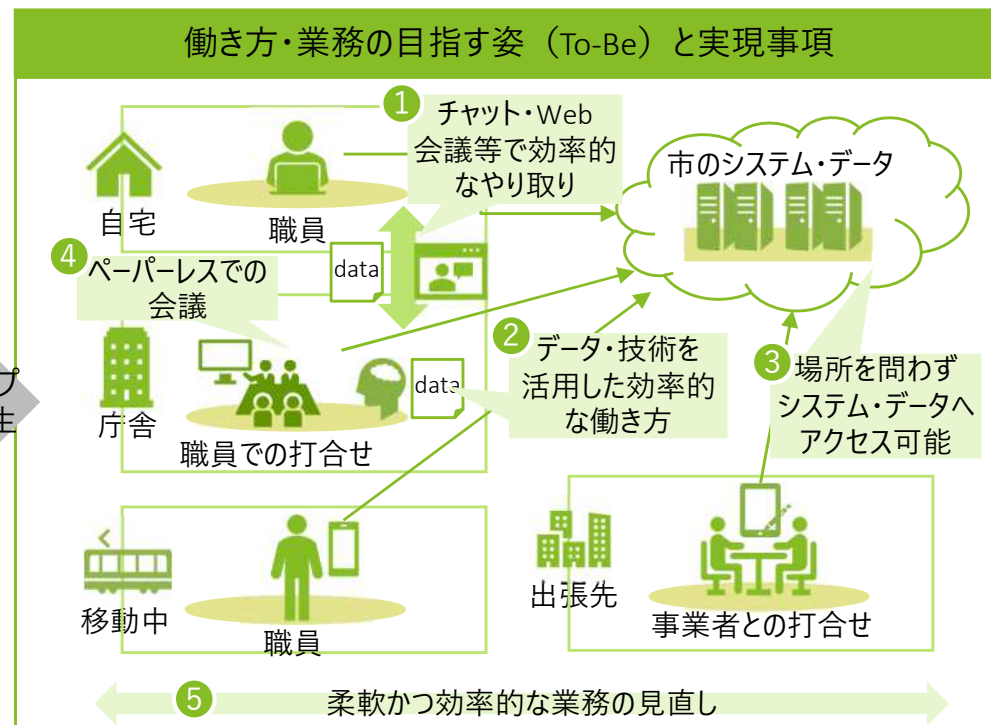 働き方・業務の目指す姿（To-Be）と実現事項
1
チャット・Web
会議等で効率的
なやり取り
市のシステム・データ
自宅
職員
data
4
ペーパーレスでの
会議
2
データ・技術を
活用した効率的
な働き方
3
場所を問わず
システム・データへ
アクセス可能
data
プ
生
庁舎
職員での打合せ
移動中
職員
出張先
事業者との打合せ
5
柔軟かつ効率的な業務の見直し